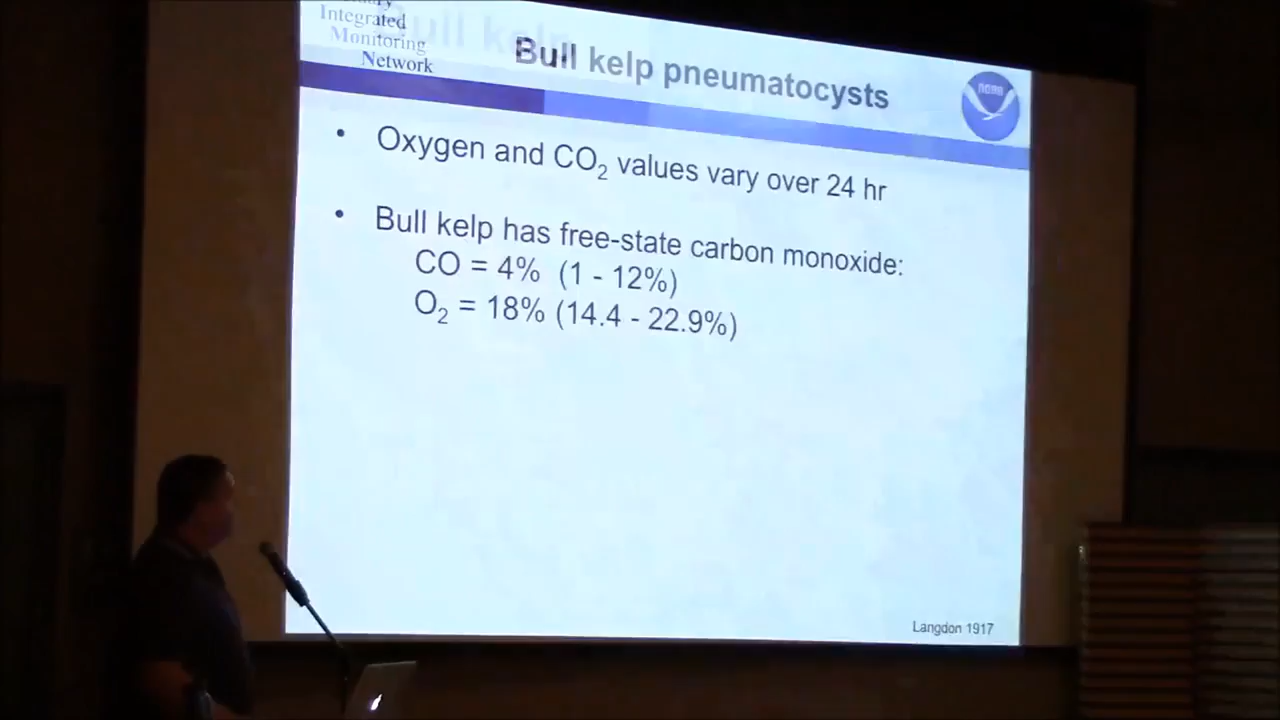 Integrated
Monitoring
Network
Bull kelp pneumatocysts
noaa
• Oxygen and CO₂ values vary over 24 hr
• Bull kelp has free-state carbon monoxide:
CO = 4% (1 - 12%)
O₂ = 18% (14.4 - 22.9%)
Langdon 1917